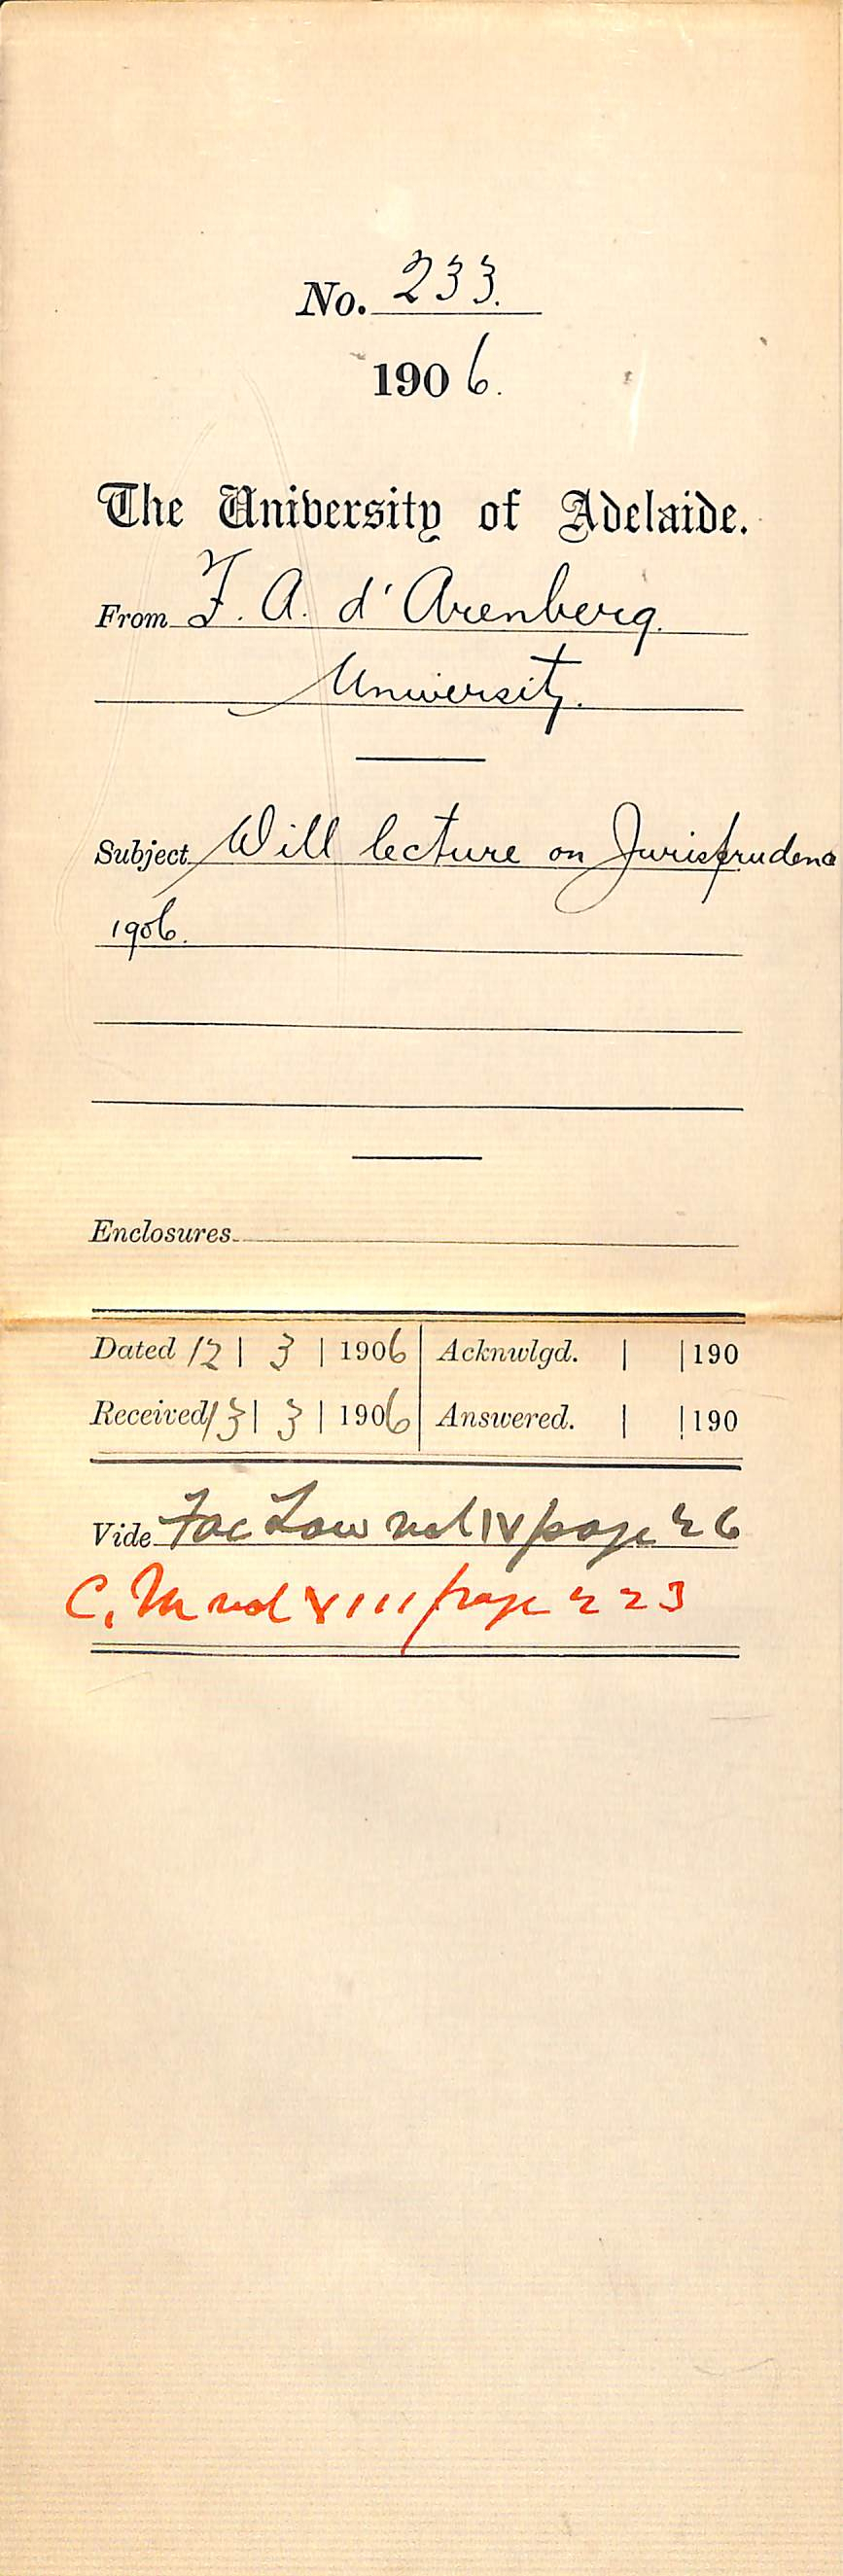 No. 233.
1906.
The University of Adelaide.
From F. A. d'Arenberg.
University.
Subject Will lecture on Jurisprudence
1906.
Enclosures
Dated 12 | 3 | 1906 Acknwlgd. | | 190
Received 13 | 3 | 1906 Answered. | | 190
Vide Fac Law vol IV page 26
C. M vol XIII page 223